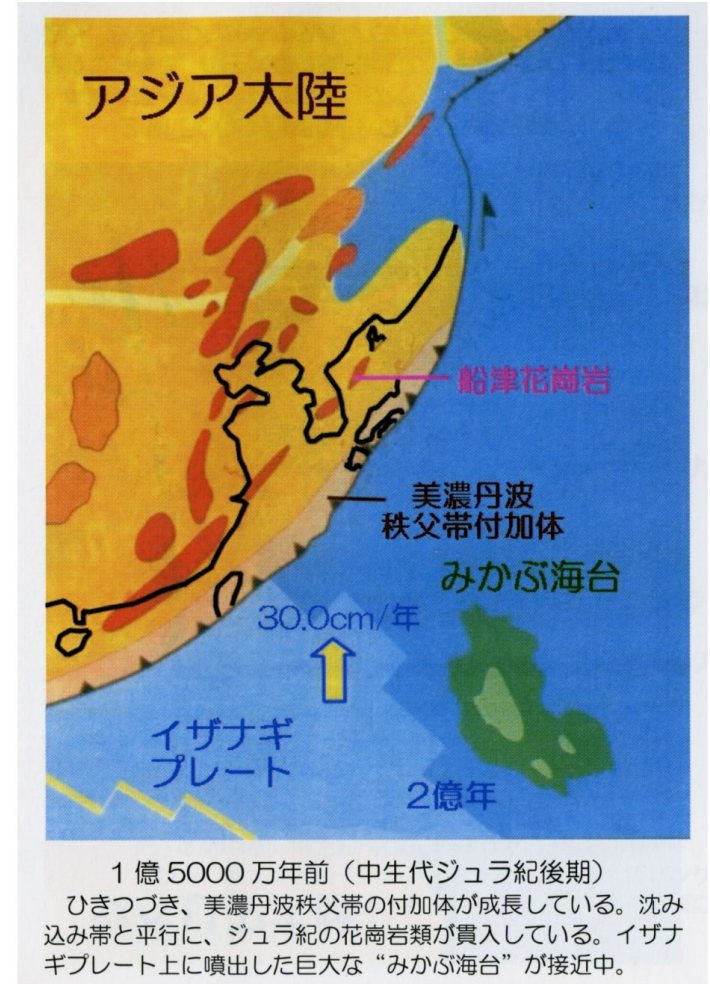 アジア大陸
船津花崗岩
美濃丹波
秩父帯付加体
みかぶ海台
30.0cm/年
イザナギ
プレート
2億年
1億5000万年前（中生代ジュラ紀後期）
　ひきつづき、美濃丹波秩父帯の付加体が成長している。沈み
込み帯と平行に、ジュラ紀の花崗岩類が貫入している。イザナ
ギプレート上に噴出した巨大な“みかぶ海台”が接近中。